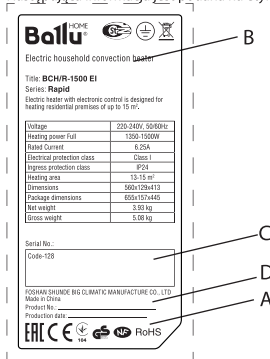 HOME
Ballu®
B
Electric household convection heater
Title: BCH/R-1500 EI
Series: Rapid
Electric heater with electronic control is designed for
heating residential premises of up to 15 m².
Voltage 220-240V, 50/60Hz
Heating power Full 1350-1500W
Rated Current 6.25A
Electrical protection class Class I
Ingress protection class IP24
Heating area 13-15 m²
Dimensions 560x129x413
Package dimensions 655x157x445
Net weight 3.93 kg
Gross weight 5.08 kg
Serial No.:
C
Code-128
FOSHAN SHUNDE BIG CLIMATIC MANUFACTURE CO., LTD
D
Made in China
Product No.:
A
Production date:
EAC CE 104 GS NF RoHS